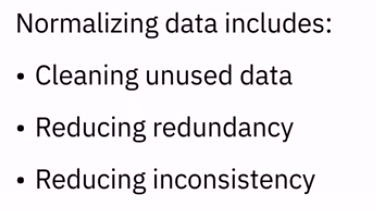 Normalizing data includes:
• Cleaning unused data
• Reducing redundancy
• Reducing inconsistency